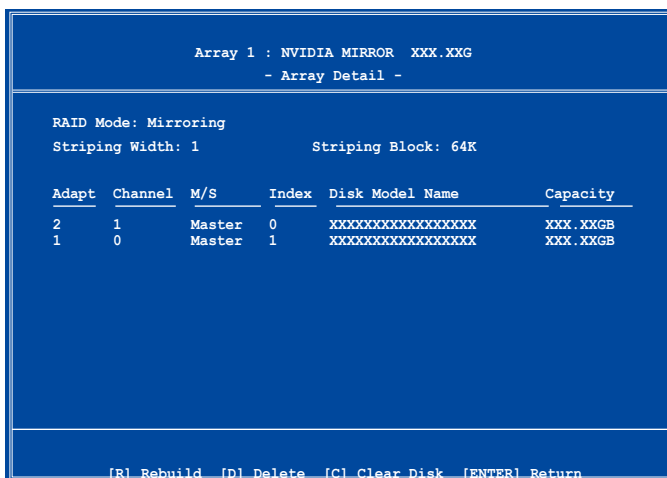 Array 1 : NVIDIA MIRROR XXX.XXG
- Array Detail -
RAID Mode: Mirroring
Striping Width: 1 Striping Block: 64K
Adapt Channel M/S Index Disk Model Name Capacity
2 1 Master 0 XXXXXXXXXXXXXXXXX XXX.XXGB
1 0 Master 1 XXXXXXXXXXXXXXXXX XXX.XXGB
[R] Rebuild [D] Delete [C] Clear Disk [ENTER] Return